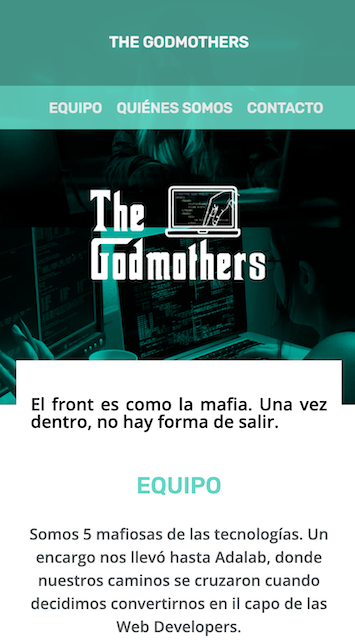 THE GODMOTHERS
EQUIPO QUIÉNES SOMOS CONTACTO
The
Godmothers
El front es como la mafia. Una vez
dentro, no hay forma de salir.
EQUIPO
Somos 5 mafiosas de las tecnologías. Un
encargo nos llevó hasta Adalab, donde
nuestros caminos se cruzaron cuando
decidimos convertirnos en il capo de las
Web Developers.